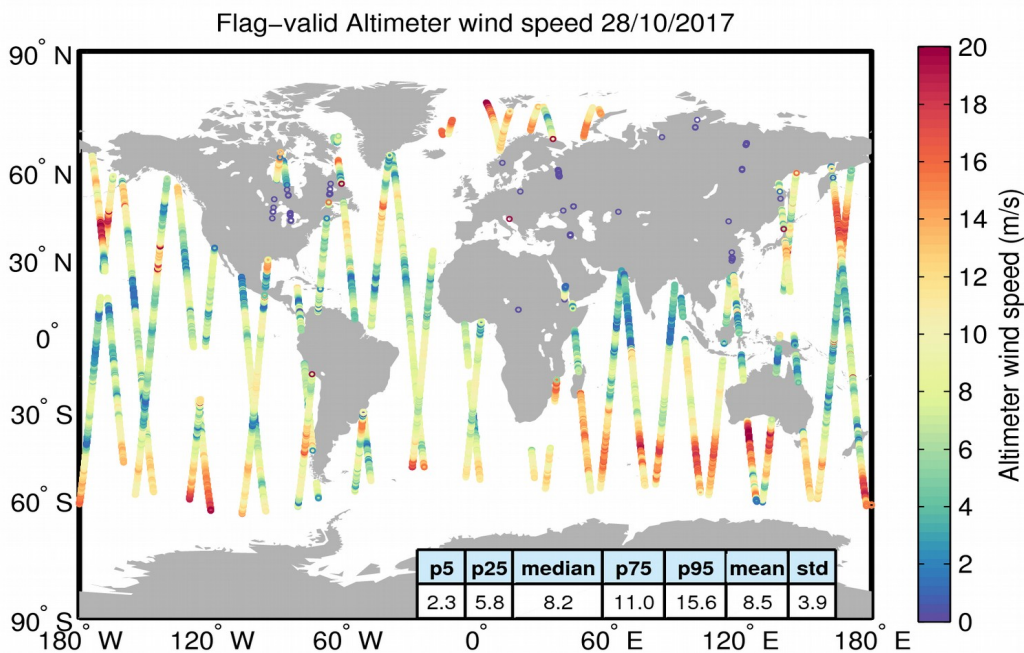 Flag−valid Altimeter wind speed 28/10/2017
90° N
60° N
30° N
0°
30° S
60° S
90° S
180° W
120° W
60° W
0°
60° E
120° E
180° E
p5 p25 median p75 p95 mean std
2.3 5.8 8.2 11.0 15.6 8.5 3.9
20
18
16
14
12
10
8
6
4
2
0
Altimeter wind speed (m/s)